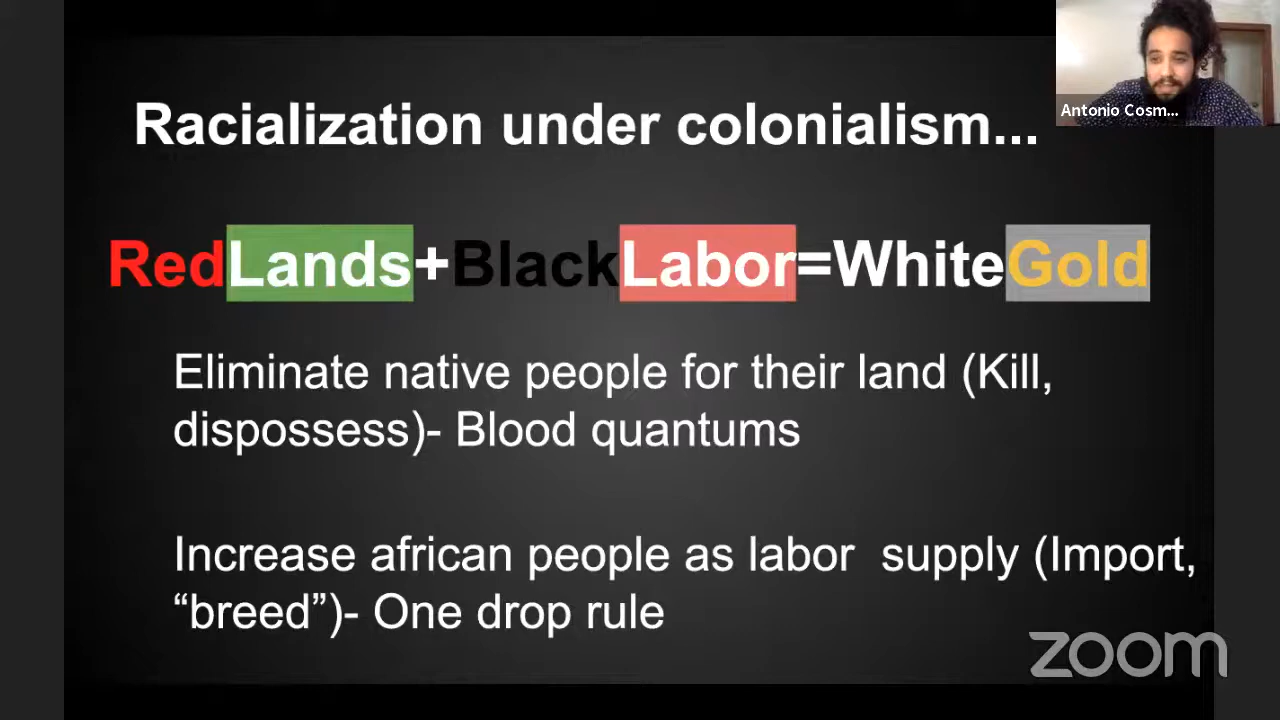 Racialization under colonialism...
Antonio Cosm...
RedLands+BlackLabor=WhiteGold
Eliminate native people for their land (Kill,
dispossess)- Blood quantums
Increase african people as labor  supply (Import,
“breed”)- One drop rule
zoom